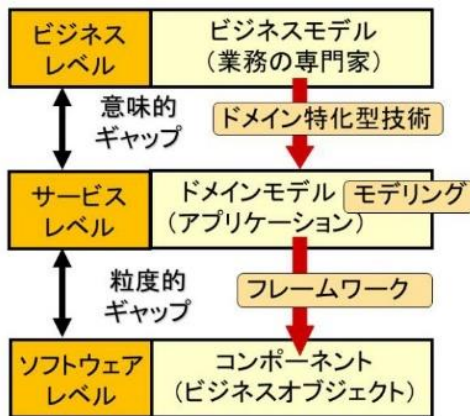 ビジネス
レベル
ビジネスモデル
(業務の専門家)
意味的
ギャップ
ドメイン特化型技術
サービス
レベル
ドメインモデル
(アプリケーション)
モデリング
粒度的
ギャップ
フレームワーク
ソフトウェア
レベル
コンポーネント
(ビジネスオブジェクト)